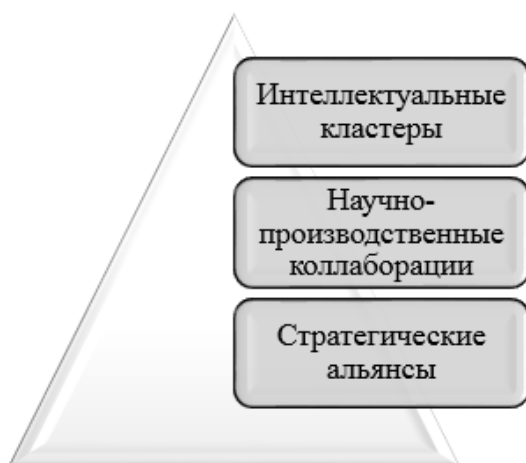 Интеллектуальные
кластеры
Научно-
производственные
коллаборации
Стратегические
альянсы